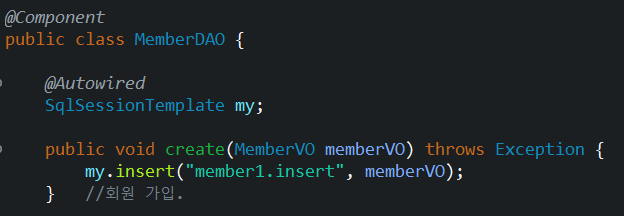 @Component
public class MemberDAO {
@Autowired
SqlSessionTemplate my;
public void create(MemberVO memberVO) throws Exception {
my.insert("member1.insert", memberVO);
} //회원 가입.